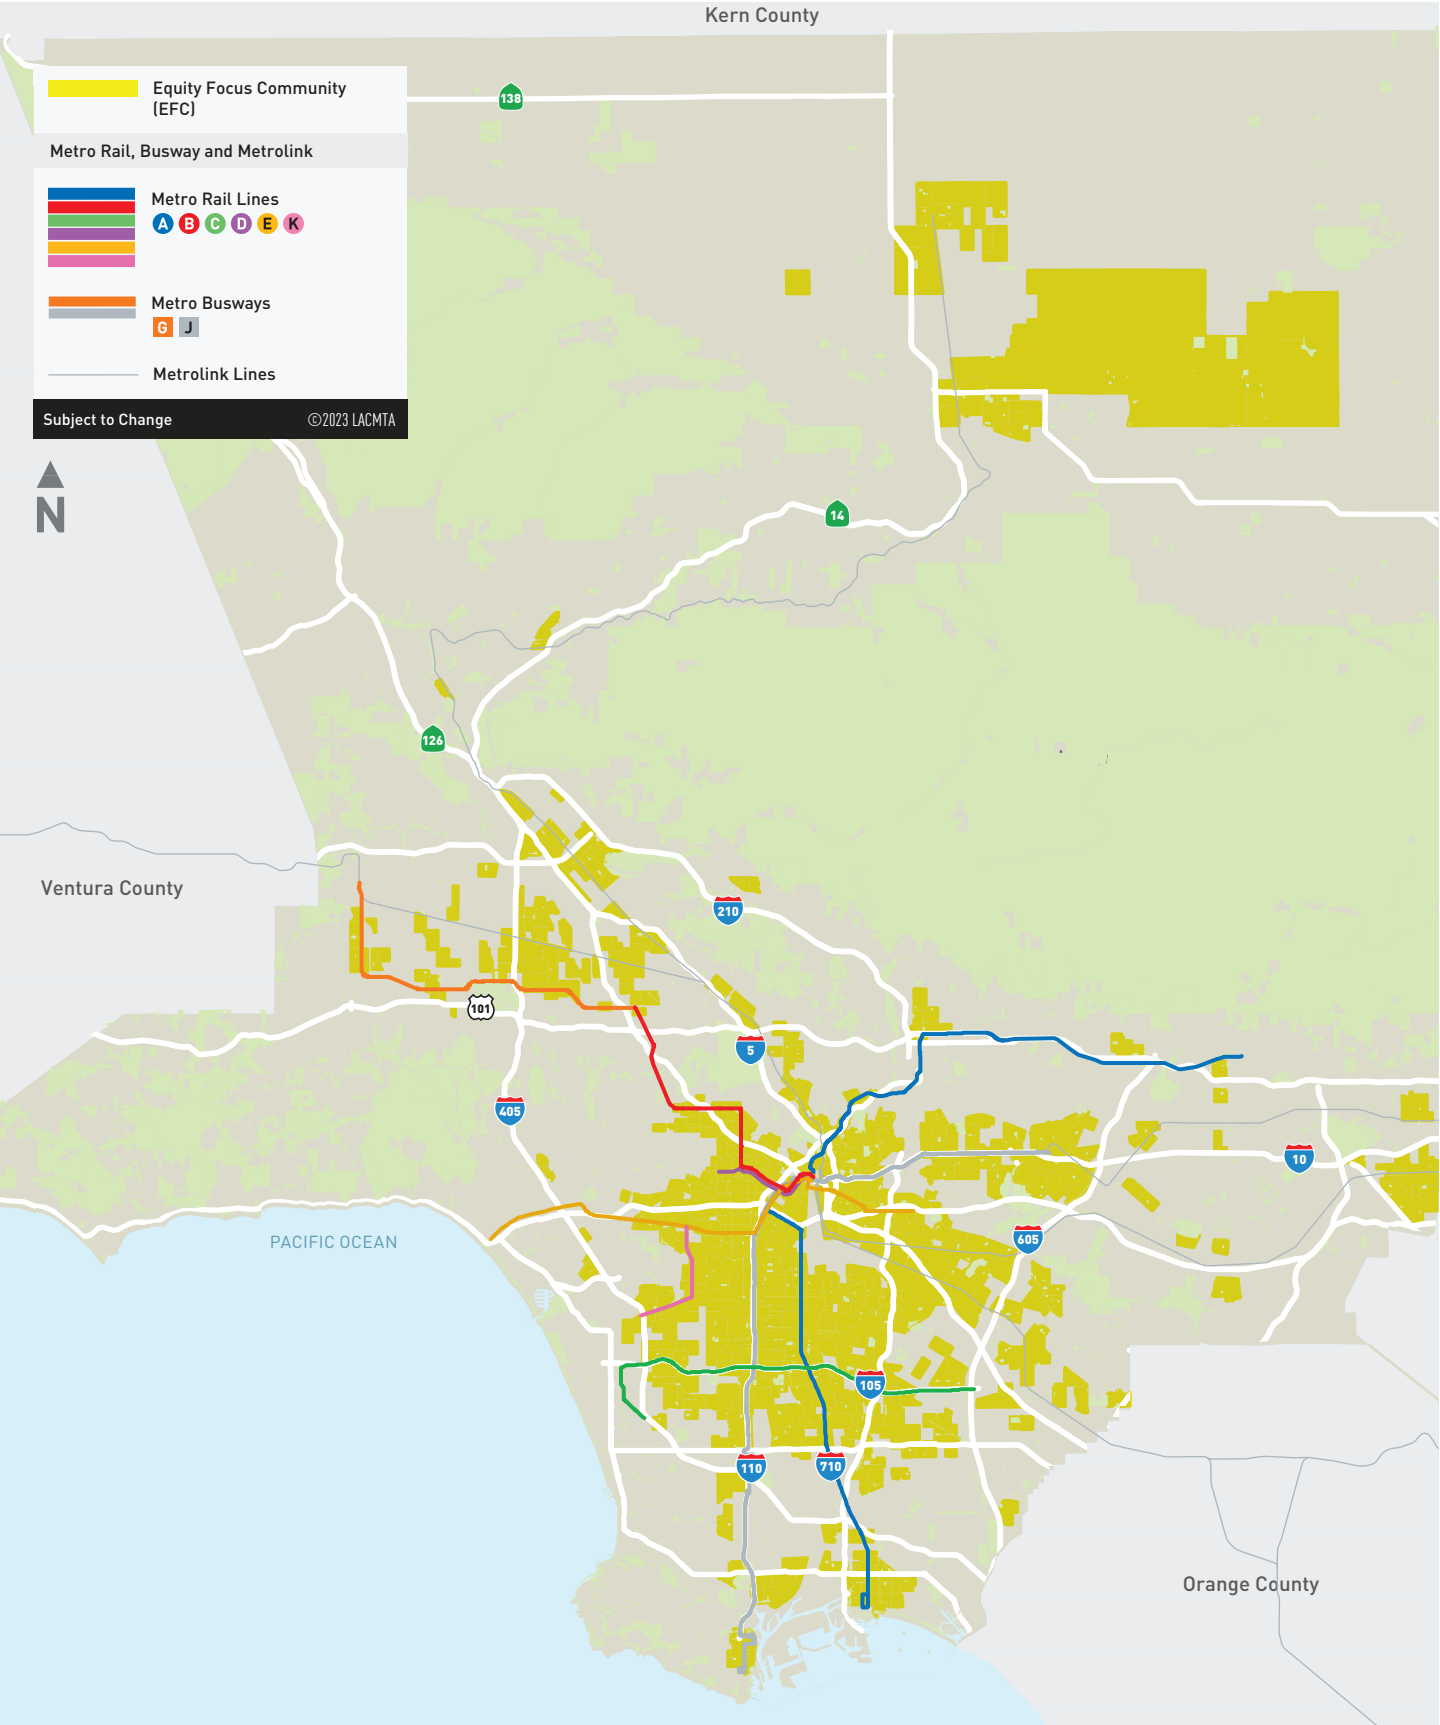 Kern County
Equity Focus Community
(EFC)
138
Metro Rail, Busway and Metrolink
Metro Rail Lines
A B C D E K
Metro Busways
G J
Metrolink Lines
Subject to Change ©2023 LACMTA
N
14
126
Ventura County
210
101
5
405
10
PACIFIC OCEAN
605
105
110
710
Orange County